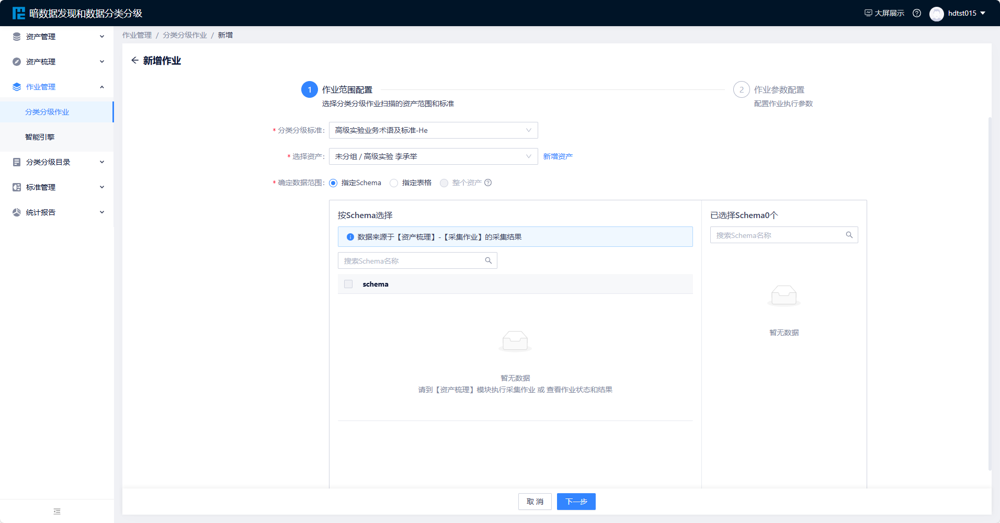 暗数据发现和数据分类分级
大屏展示
hdtst015
资产管理
资产梳理
作业管理
分类分级作业
智能引擎
分类分级目录
标准管理
统计报告
作业管理 / 分类分级作业 / 新增
新增作业
1 作业范围配置
选择分类分级作业扫描的资产范围和标准
2 作业参数配置
配置作业执行参数
* 分类分级标准: 高级实验业务术语及标准-He
* 选择资产: 未分组 / 高级实验 李承举 新增资产
* 确定数据范围: 指定Schema 指定表格 整个资产
按Schema选择
数据来源于【资产梳理】-【采集作业】的采集结果
搜索Schema名称
schema
暂无数据
请到【资产梳理】模块执行采集作业 或 查看作业状态和结果
已选择Schema0个
搜索Schema名称
暂无数据
取 消 下一步